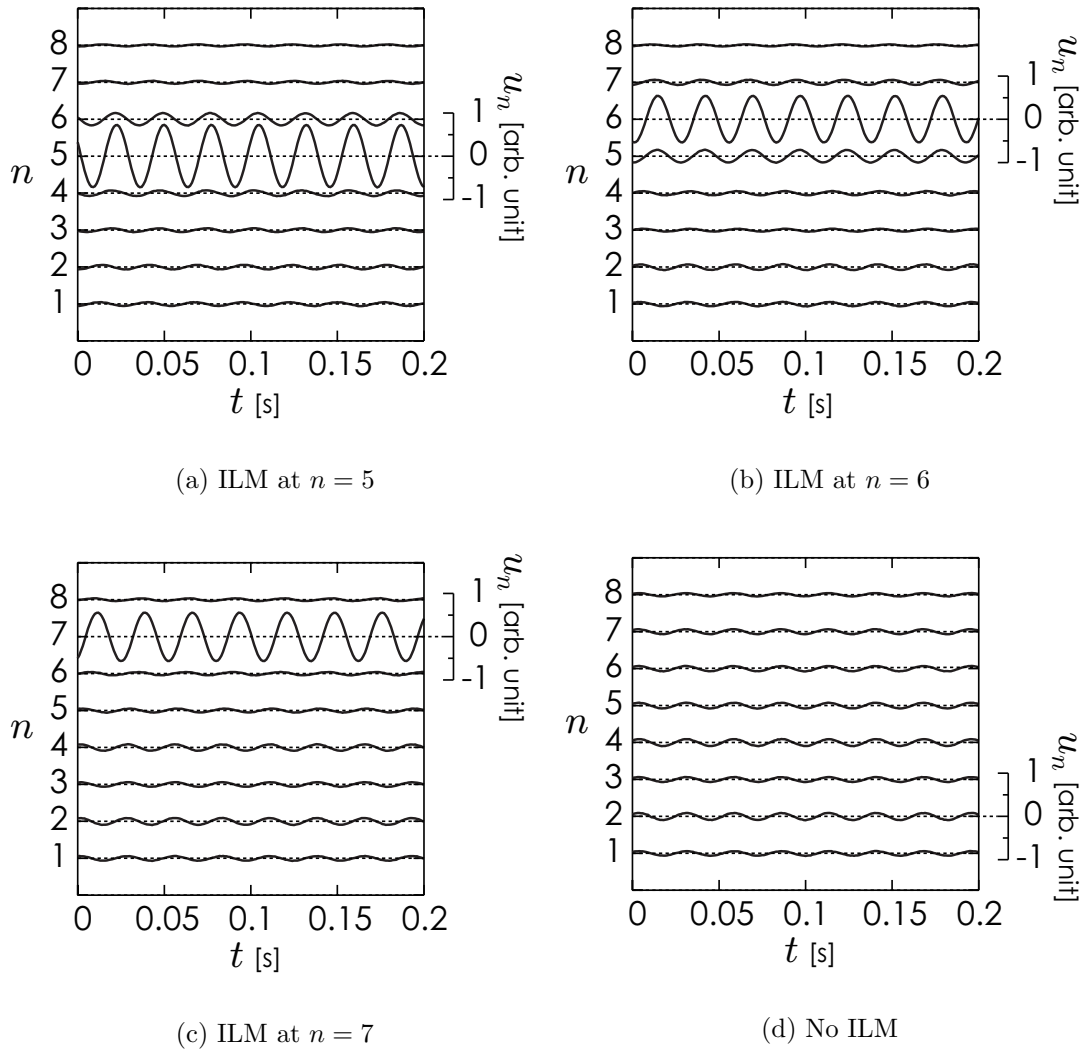 8
7
6
5
4
3
2
1
n
0 0.05 0.1 0.15 0.2
t [s]
1
0
-1
u_n [arb. unit]
(a) ILM at n = 5
8
7
6
5
4
3
2
1
n
0 0.05 0.1 0.15 0.2
t [s]
1
0
-1
u_n [arb. unit]
(b) ILM at n = 6
8
7
6
5
4
3
2
1
n
0 0.05 0.1 0.15 0.2
t [s]
1
0
-1
u_n [arb. unit]
(c) ILM at n = 7
8
7
6
5
4
3
2
1
n
0 0.05 0.1 0.15 0.2
t [s]
1
0
-1
u_n [arb. unit]
(d) No ILM